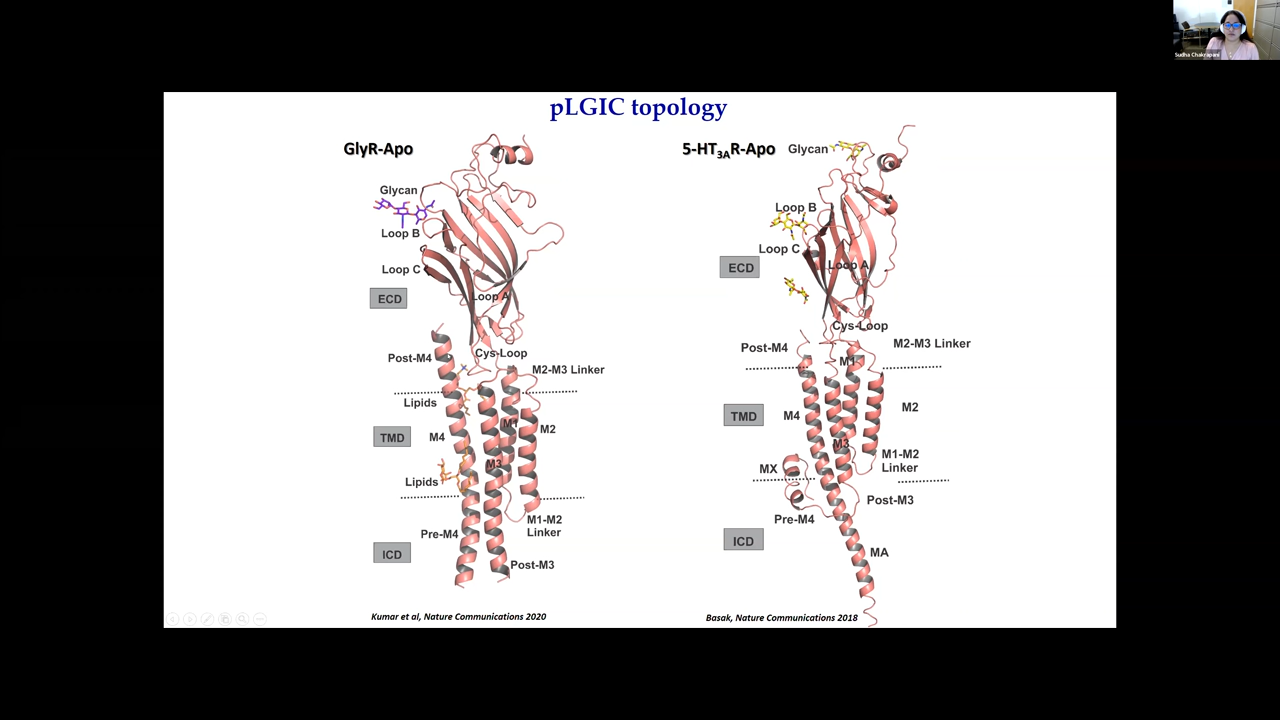 Sudha Chakrapani
pLGIC topology
GlyR-Apo
Glycan
Loop B
Loop C
ECD
Loop A
Cys-Loop
Post-M4
M2-M3 Linker
Lipids
M1
M4
M2
TMD
M3
Lipids
M1-M2
Linker
Pre-M4
ICD
Post-M3
Kumar et al, Nature Communications 2020
5-HT3AR-Apo
Glycan
Loop B
Loop C
Loop A
ECD
Cys-Loop
Post-M4
M2-M3 Linker
M1
M2
TMD
M4
M3
M1-M2
Linker
MX
Post-M3
Pre-M4
ICD
MA
Basak, Nature Communications 2018